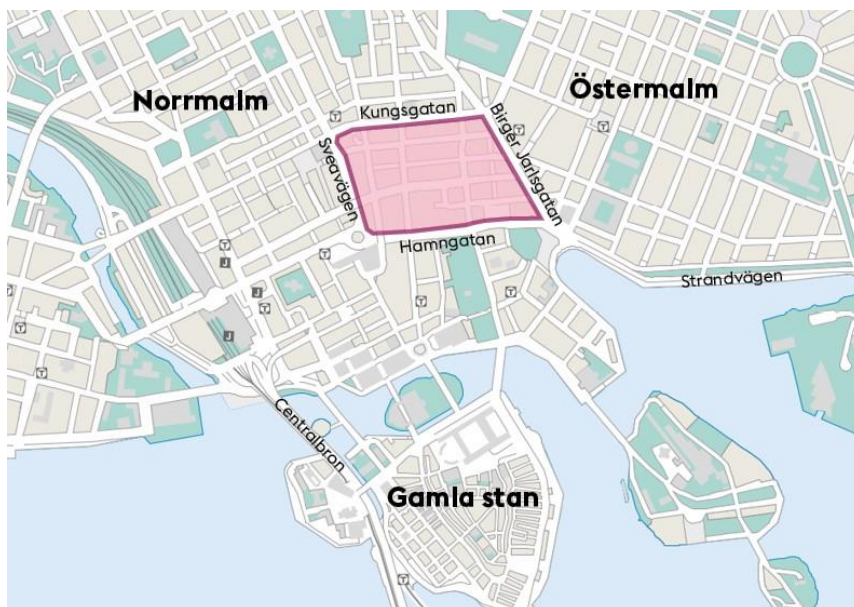 Norrmalm
Östermalm
Kungsgatan
Birger Jarlsgatan
Sveavägen
Hamngatan
Strandvägen
Centralbron
Gamla stan
T
T
T
T
T
T
T
T
T
J
J
J